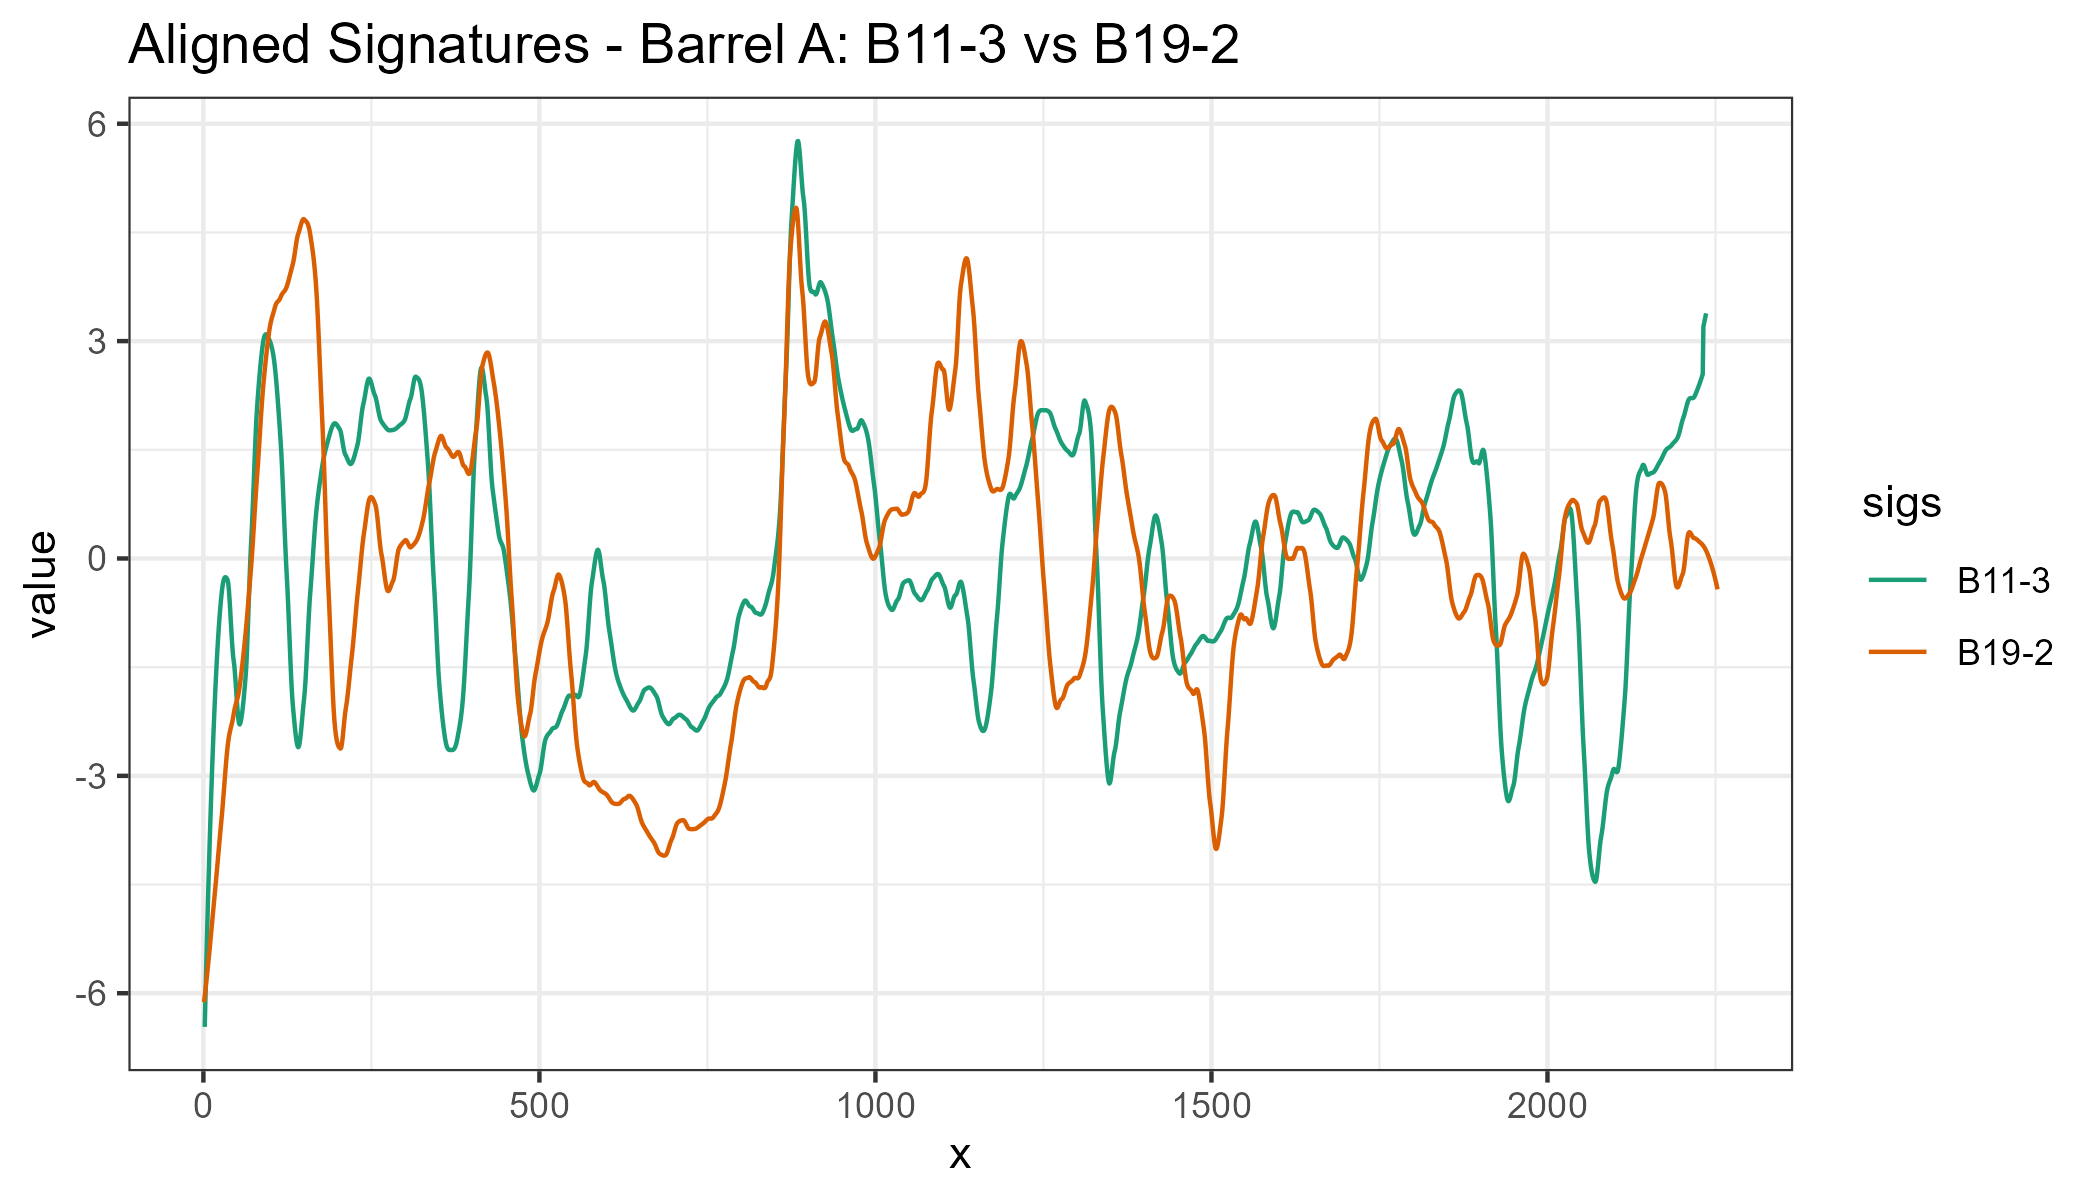 Aligned Signatures - Barrel A: B11-3 vs B19-2
6
3
0
-3
-6
value
0 500 1000 1500 2000
x
sigs
B11-3
B19-2